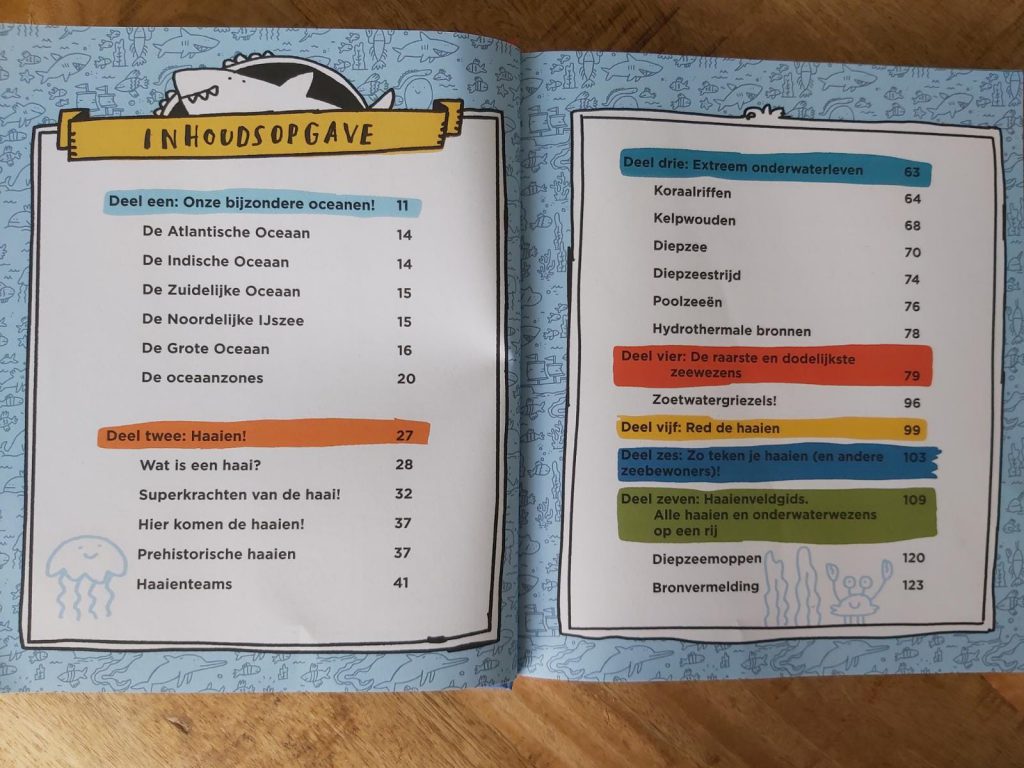 INHOUDSOPGAVE
Deel een: Onze bijzondere oceanen! 11
De Atlantische Oceaan 14
De Indische Oceaan 14
De Zuidelijke Oceaan 15
De Noordelijke IJszee 15
De Grote Oceaan 16
De oceaanzones 20
Deel twee: Haaien! 27
Wat is een haai? 28
Superkrachten van de haai! 32
Hier komen de haaien! 37
Prehistorische haaien 37
Haaienteams 41
Deel drie: Extreem onderwaterleven 63
Koraalriffen 64
Kelpwouden 68
Diepzee 70
Diepzeestrijd 74
Poolzeeën 76
Hydrothermale bronnen 78
Deel vier: De raarste en dodelijkste
zeewezens 79
Zoetwatergriezels! 96
Deel vijf: Red de haaien 99
Deel zes: Zo teken je haaien (en andere 103
zeebewoners)!
Deel zeven: Haaienveldgids. 109
Alle haaien en onderwaterwezens
op een rij
Diepzeemoppen 120
Bronvermelding 123